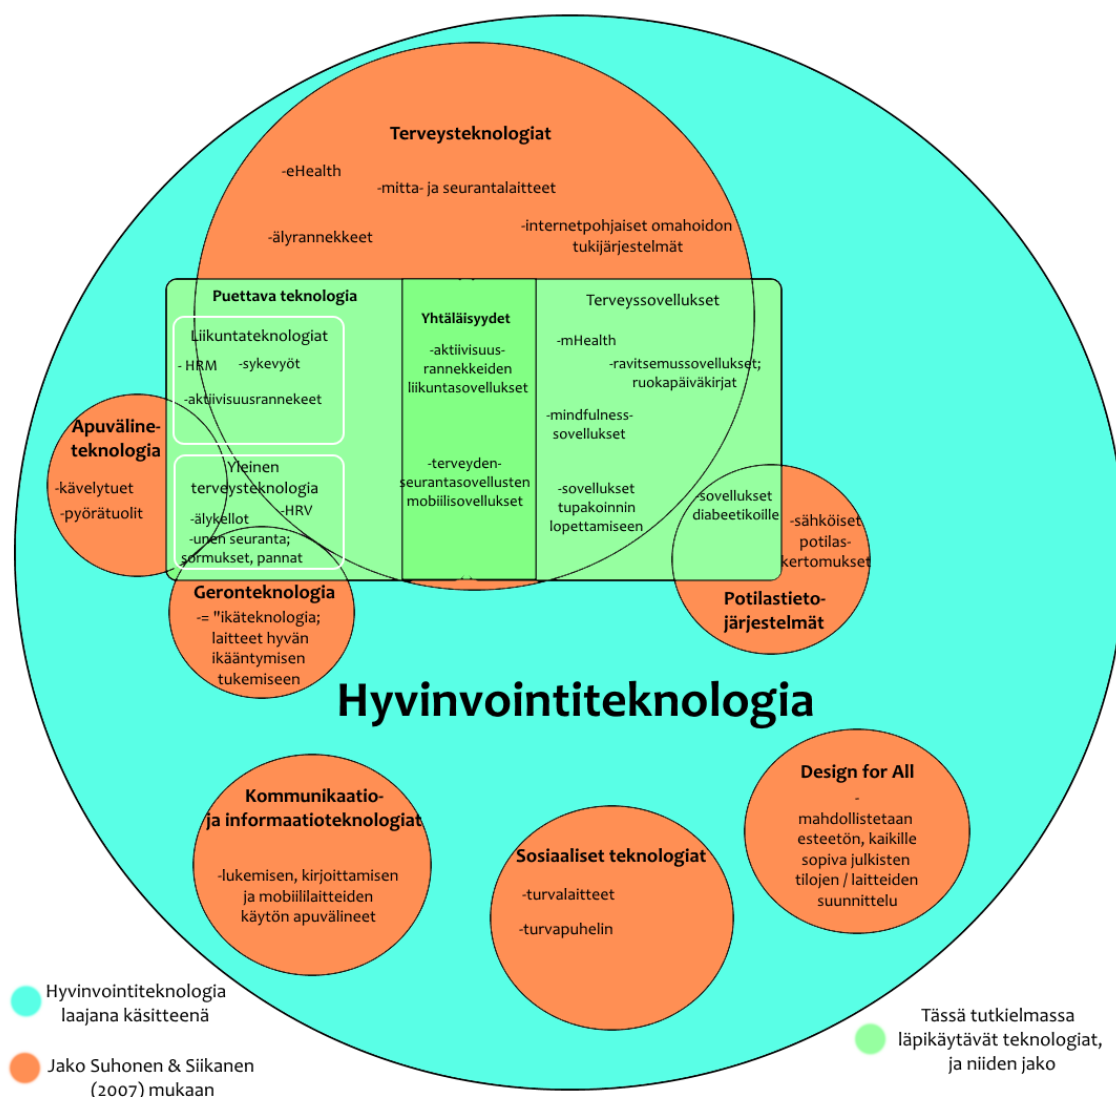 Terveysteknologiat
-eHealth
-mitta- ja seurantalaitteet
-älyrannekkeet
-internetpohjaiset omahoidon
tukijärjestelmät
Puettava teknologia
Liikuntateknologiat
- HRM
-sykevyöt
-aktiivisuusrannekeet
Yleinen
terveysteknologia
-älykellot
-HRV
-unen seuranta;
sormukset, pannat
Yhtäläisyydet
-aktiivisuus-
rannekkeiden
liikuntasovellukset
-terveyden-
seurantasovellusten
mobiilisovellukset
Terveyssovellukset
-mHealth
-ravitsemussovellukset;
ruokapäiväkirjat
-mindfulness-
sovellukset
-sovellukset
tupakoinnin
lopettamiseen
-sovellukset
diabeetikoille
Apuväline-
teknologia
-kävelytuet
-pyörätuolit
Geronteknologia
-= "ikäteknologia;
laitteet hyvän
ikääntymisen
tukemiseen
-sähköiset
potilas-
kertomukset
Potilastieto-
järjestelmät
Hyvinvointiteknologia
Kommunikaatio-
ja informaatioteknologiat
-lukemisen, kirjoittamisen
ja mobiililaitteiden
käytön apuvälineet
Sosiaaliset teknologiat
-turvalaitteet
-turvapuhelin
Design for All
-
mahdollistetaan
esteetön, kaikille
sopiva julkisten
tilojen / laitteiden
suunnittelu
Hyvinvointiteknologia
laajana käsitteenä
Jako Suhonen & Siikanen
(2007) mukaan
Tässä tutkielmassa
läpikäytävät teknologiat,
ja niiden jako